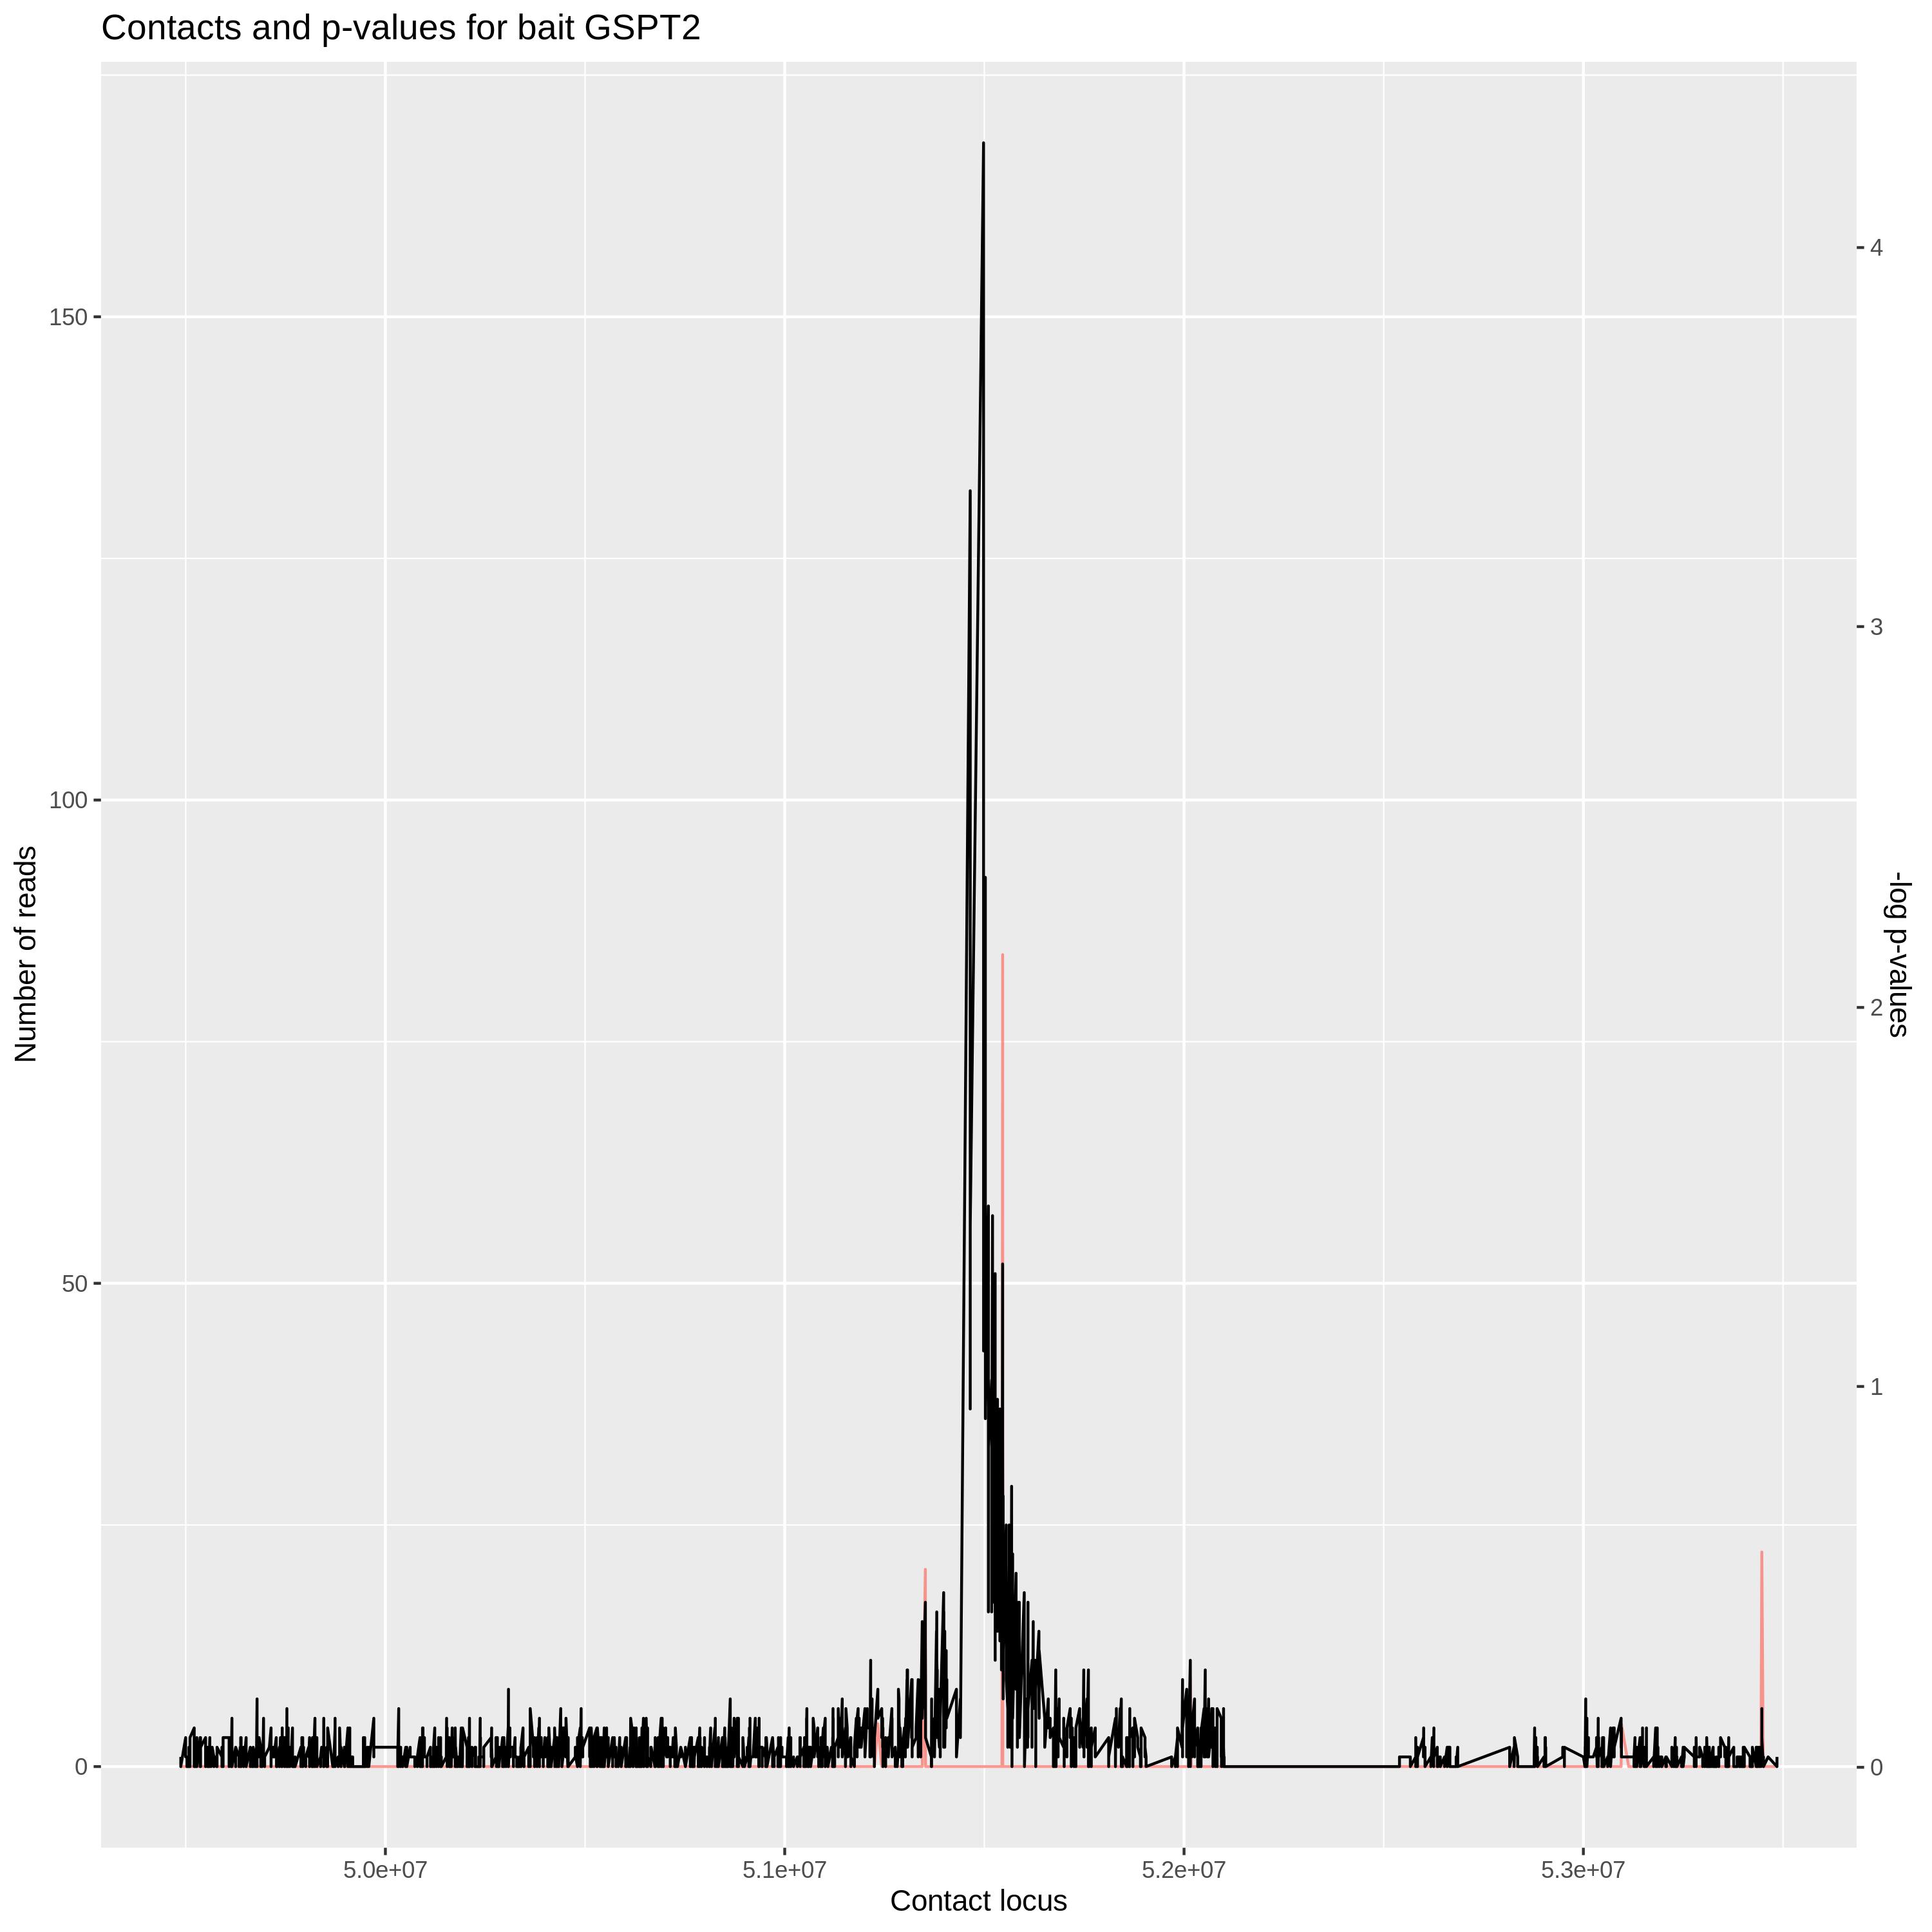 Contacts and p-values for bait GSPT2
150
100
50
0
Number of reads
4
3
2
1
0
-log p-values
5.0e+07
5.1e+07
5.2e+07
5.3e+07
Contact locus